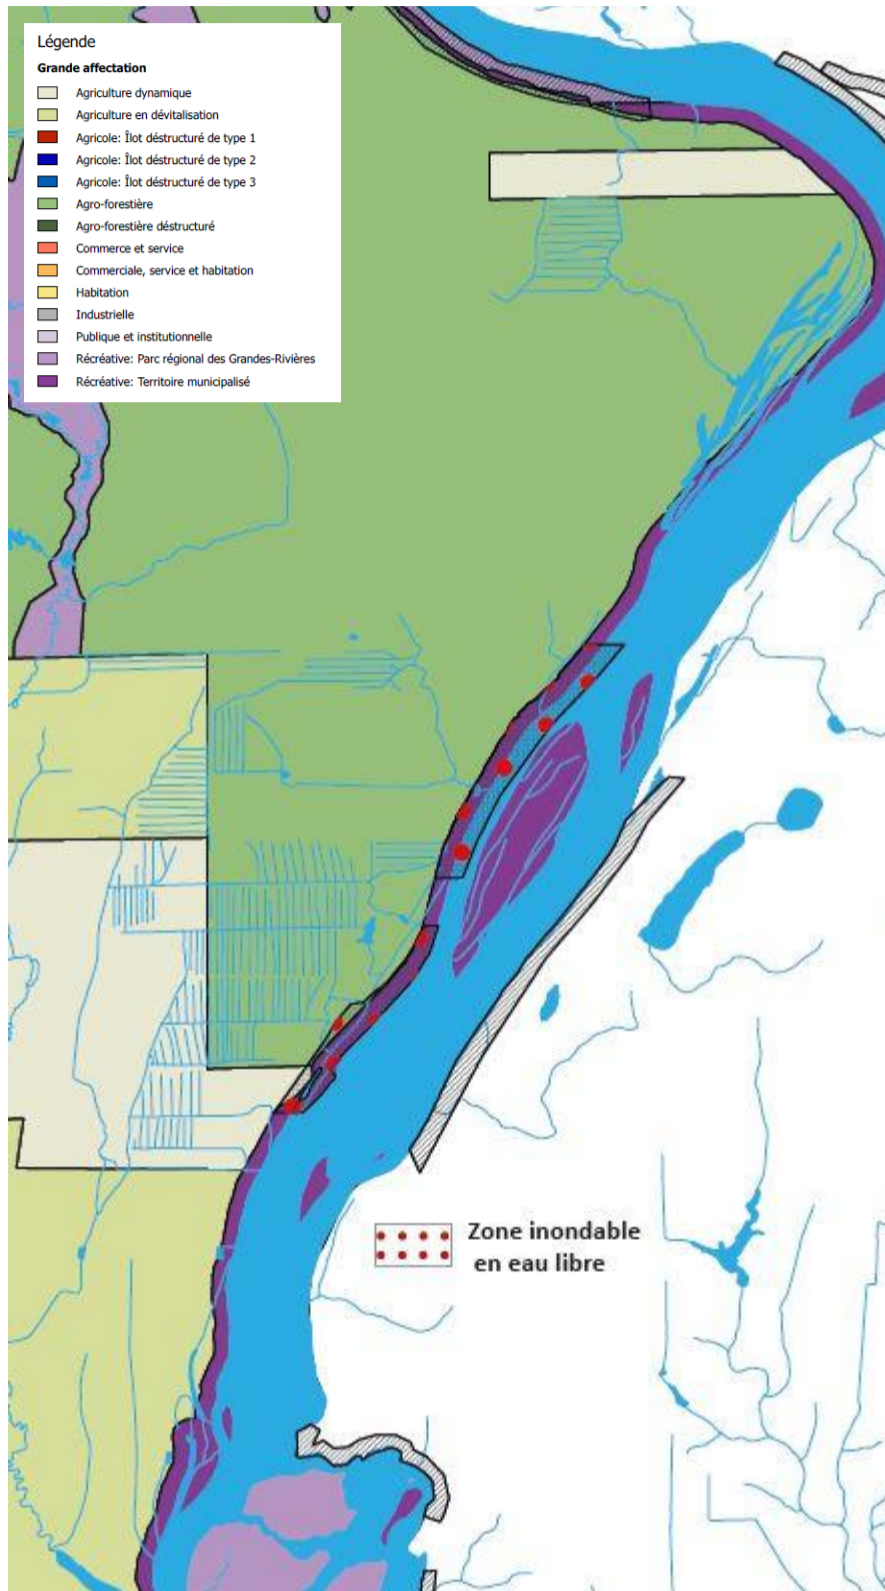 Légende
Grande affectation
Agriculture dynamique
Agriculture en dévitalisation
Agricole: Îlot déstructuré de type 1
Agricole: Îlot déstructuré de type 2
Agricole: Îlot déstructuré de type 3
Agro-forestière
Agro-forestière déstructuré
Commerce et service
Commerciale, service et habitation
Habitation
Industrielle
Publique et institutionnelle
Récréative: Parc régional des Grandes-Rivières
Récréative: Territoire municipalisé
Zone inondable
en eau libre